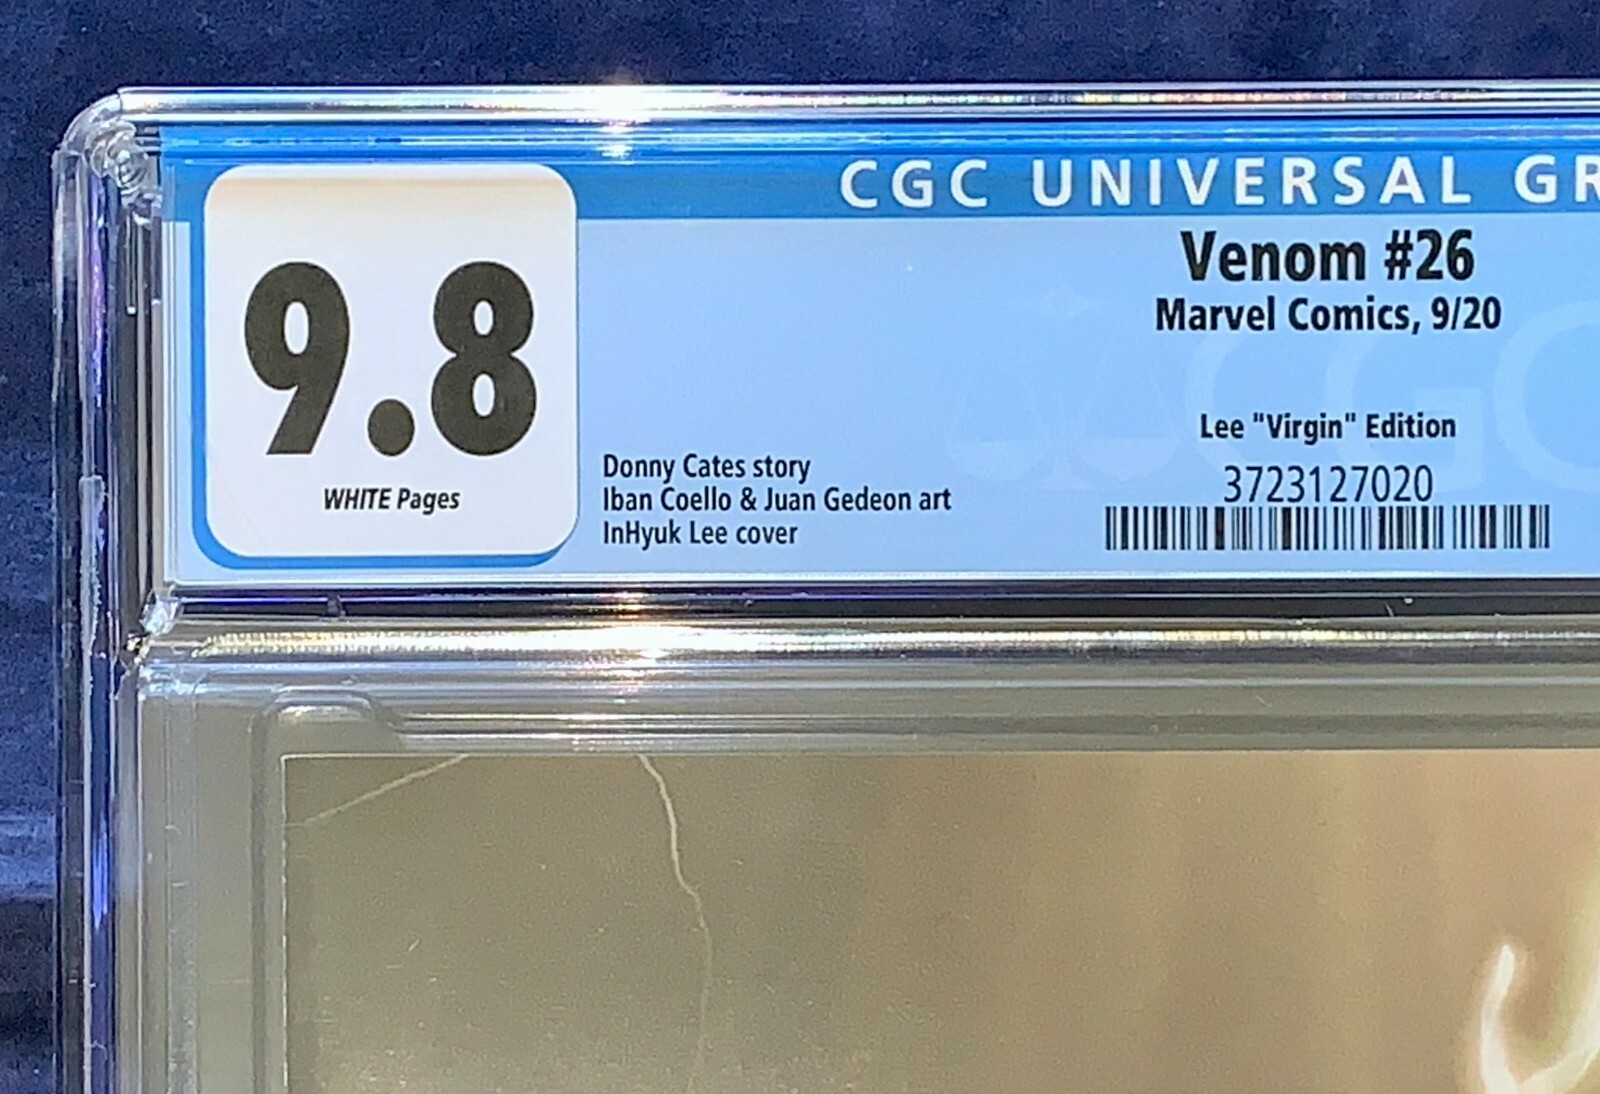 CGC UNIVERSAL GR
9.8
WHITE Pages
Venom #26
Marvel Comics, 9/20
Lee "Virgin" Edition
3723127020
Donny Cates story
Iban Coello & Juan Gedeon art
InHyuk Lee cover
CGC